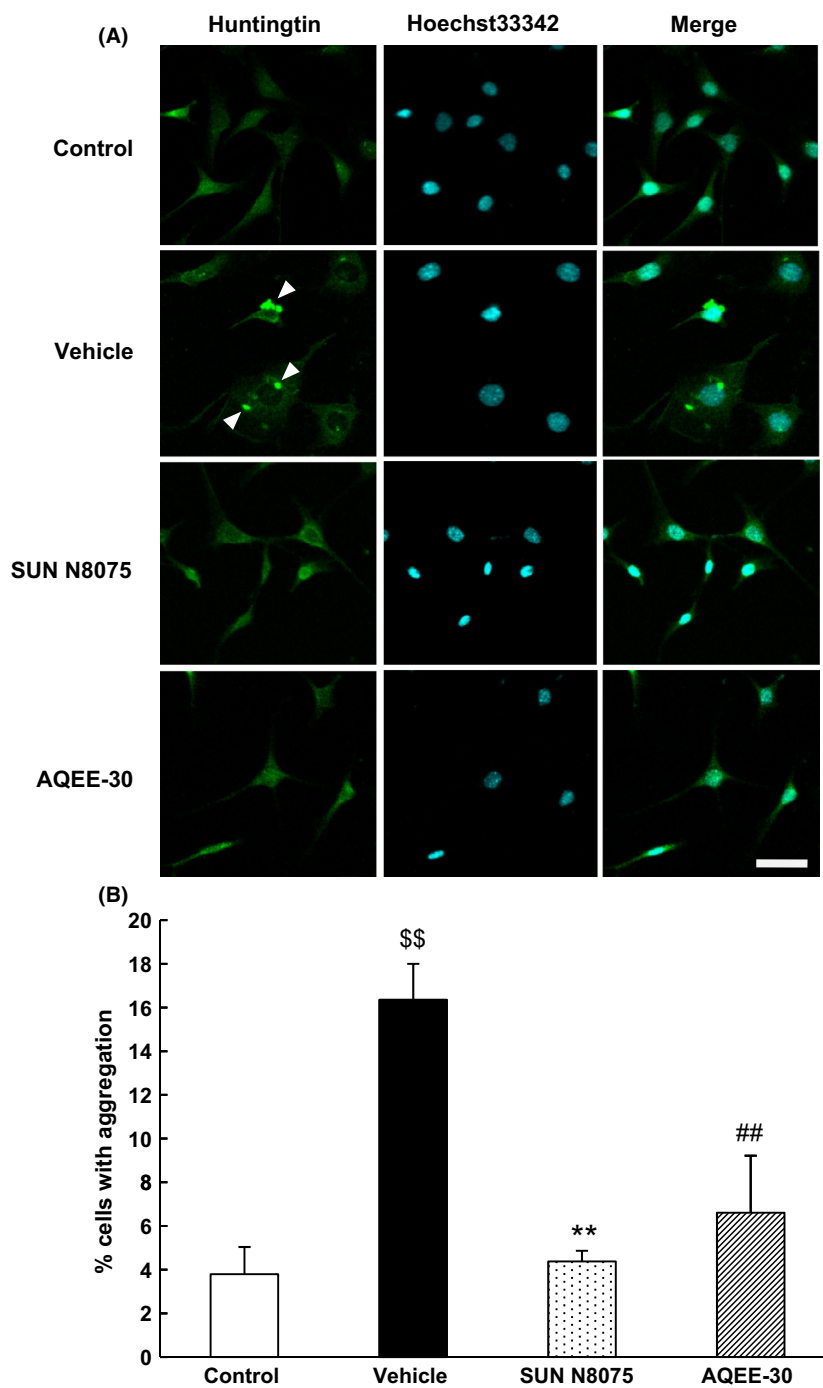 (A)
Huntingtin Hoechst33342 Merge
Control
Vehicle
SUN N8075
AQEE-30
(B)
% cells with aggregation
20
18
16
14
12
10
8
6
4
2
0
$$
**
##
Control Vehicle SUN N8075 AQEE-30